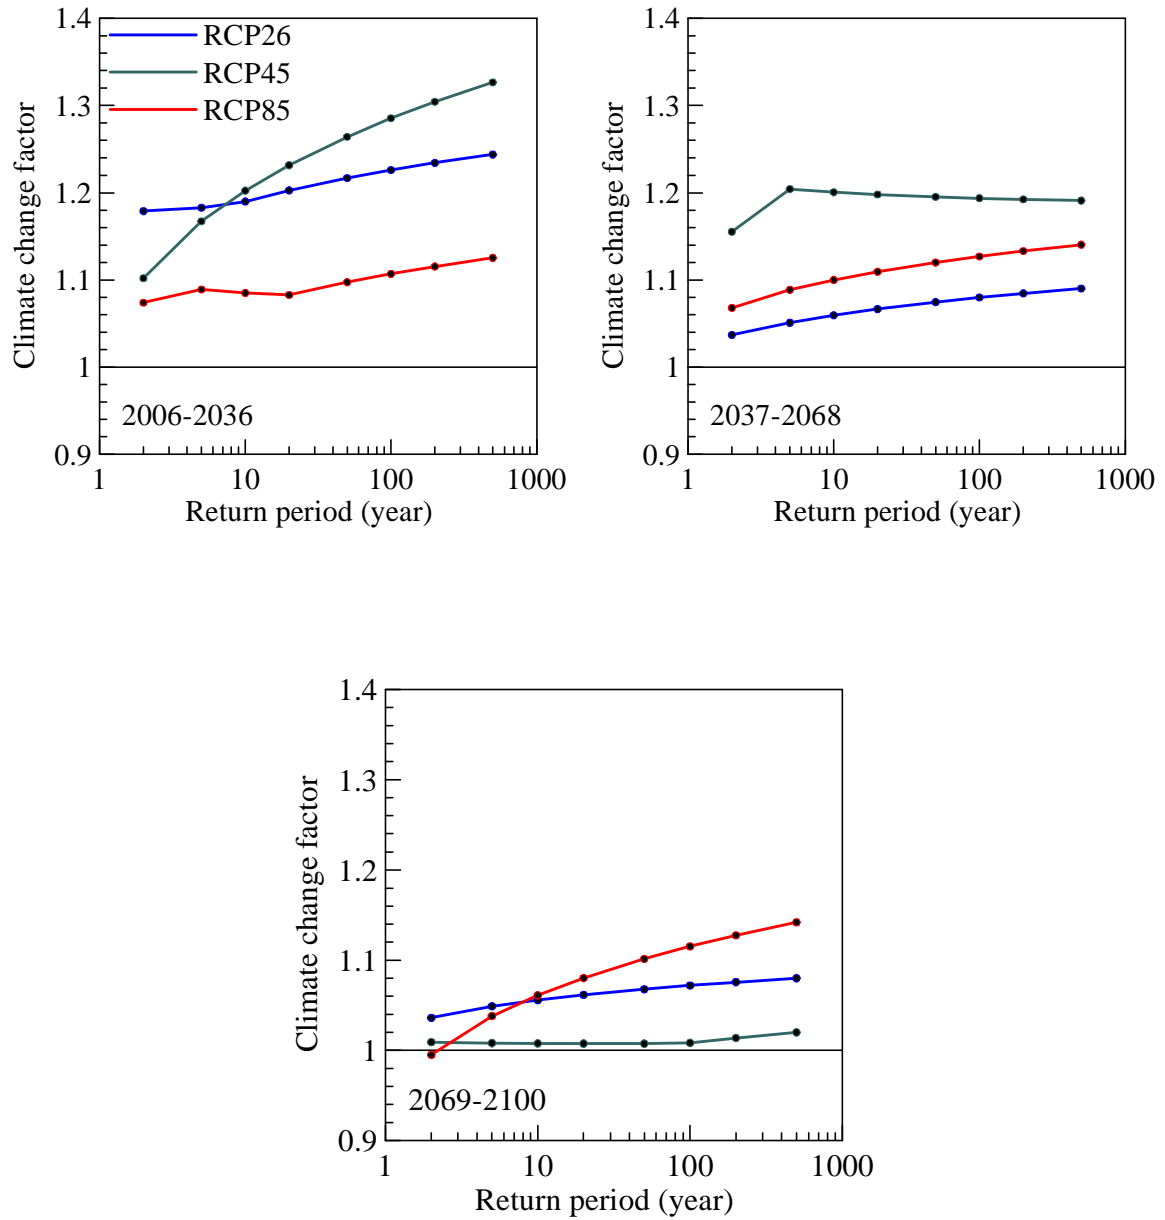 1.4
RCP26
RCP45
RCP85
1.3
1.2
1.1
1
0.9
Climate change factor
2006-2036
1 10 100 1000
Return period (year)
1.4
1.3
1.2
1.1
1
0.9
Climate change factor
2037-2068
1 10 100 1000
Return period (year)
1.4
1.3
1.2
1.1
1
0.9
Climate change factor
2069-2100
1 10 100 1000
Return period (year)